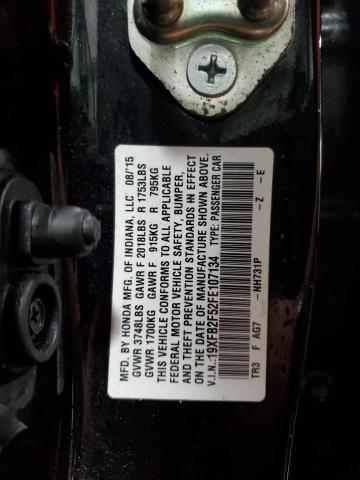 MFD. BY HONDA MFG. OF INDIANA, LLC 08/'15
GVWR 3748LBS GAWR F 2018LBS R 1753LBS
GVWR 1700KG GAWR F 915KG R 795KG
THIS VEHICLE CONFORMS TO ALL APPLICABLE
FEDERAL MOTOR VEHICLE SAFETY, BUMPER,
AND THEFT PREVENTION STANDARDS IN EFFECT
ON THE DATE OF MANUFACTURE SHOWN ABOVE.
V.I.N.:19XFB2F52FE107134 TYPE: PASSENGER CAR
-NH731P -Z -E
TR3 F AG7